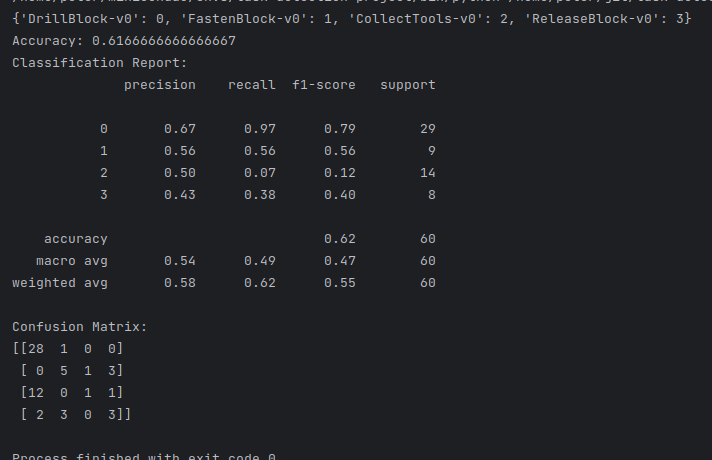 {'DrillBlock-v0': 0, 'FastenBlock-v0': 1, 'CollectTools-v0': 2, 'ReleaseBlock-v0': 3}
Accuracy: 0.6166666666666667
Classification Report:
precision recall f1-score support
0 0.67 0.97 0.79 29
1 0.56 0.56 0.56 9
2 0.50 0.07 0.12 14
3 0.43 0.38 0.40 8
accuracy 0.62 60
macro avg 0.54 0.49 0.47 60
weighted avg 0.58 0.62 0.55 60
Confusion Matrix:
[[28 1 0 0]
[ 0 5 1 3]
[12 0 1 1]
[ 2 3 0 3]]
Process finished with exit code 0